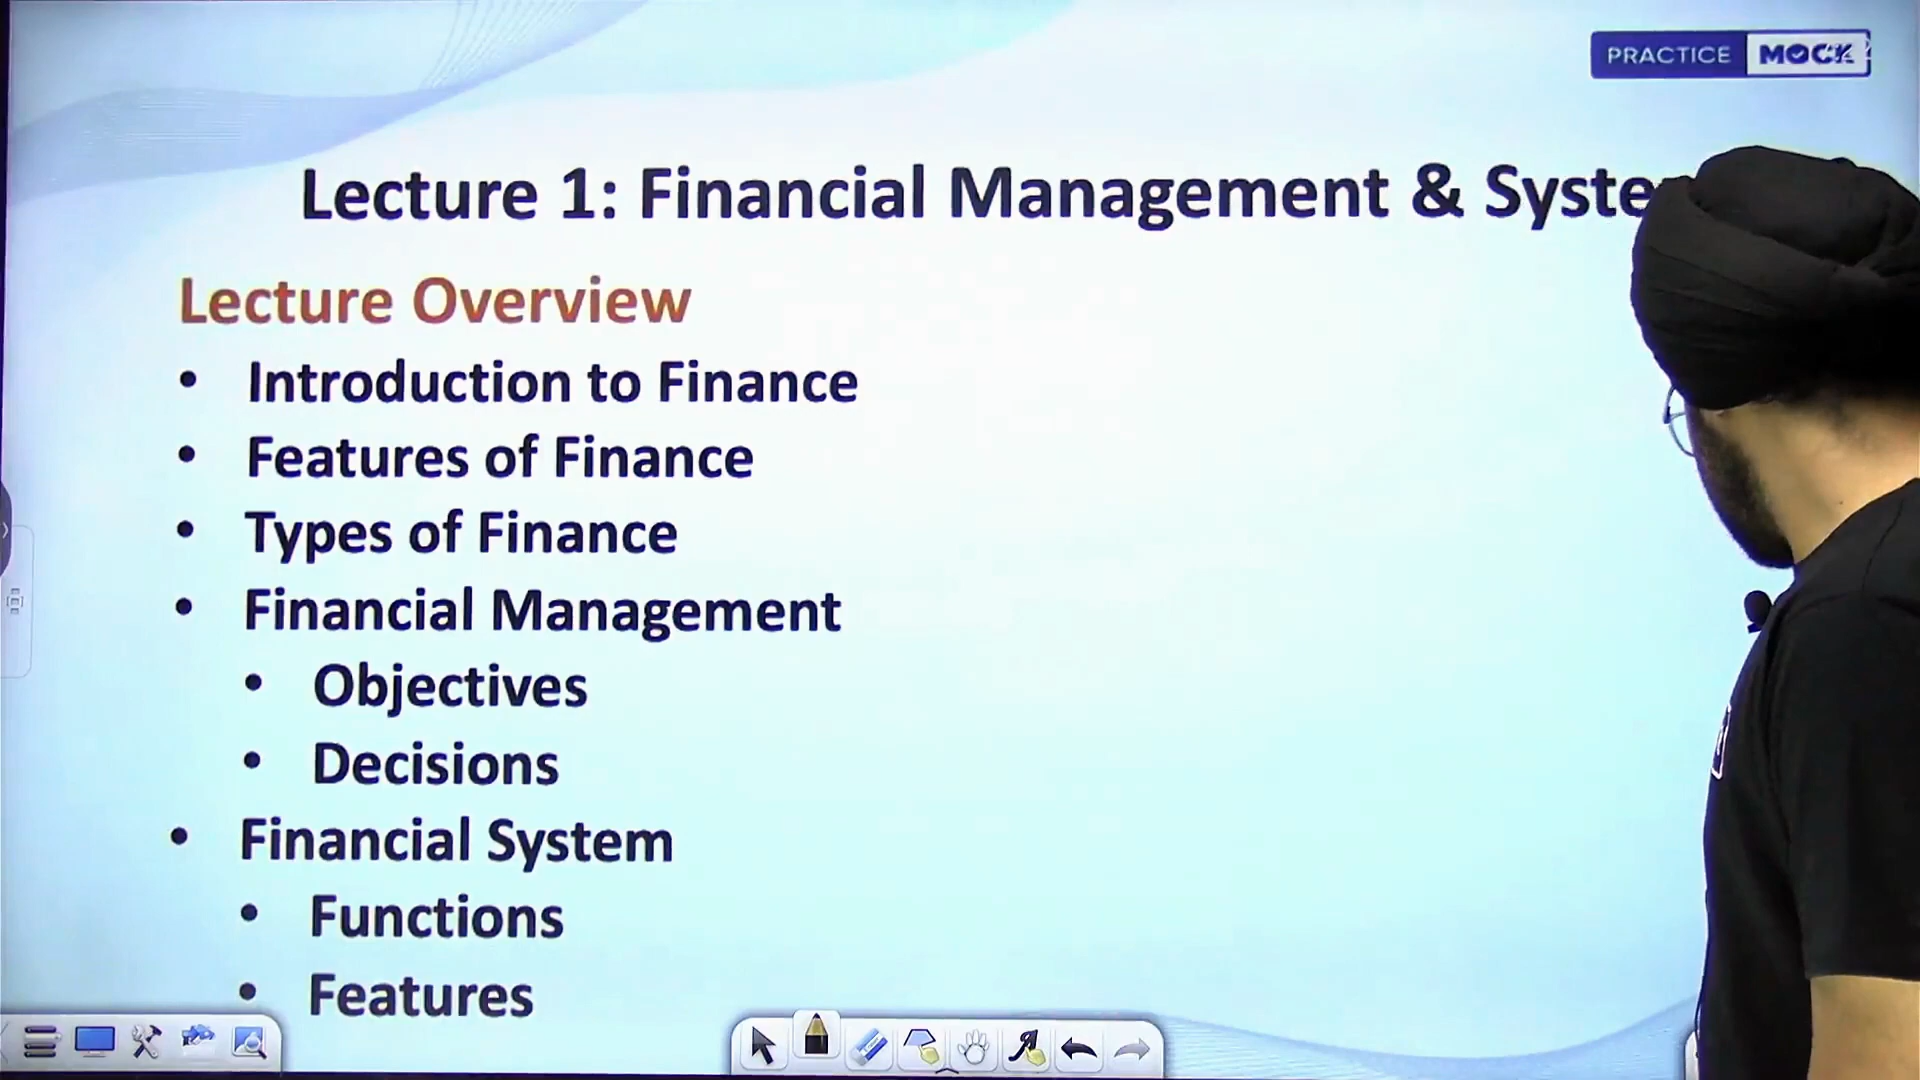 PRACTICE MOCK
Lecture 1: Financial Management & Syste
Lecture Overview
• Introduction to Finance
• Features of Finance
• Types of Finance
• Financial Management
• Objectives
• Decisions
• Financial System
• Functions
• Features